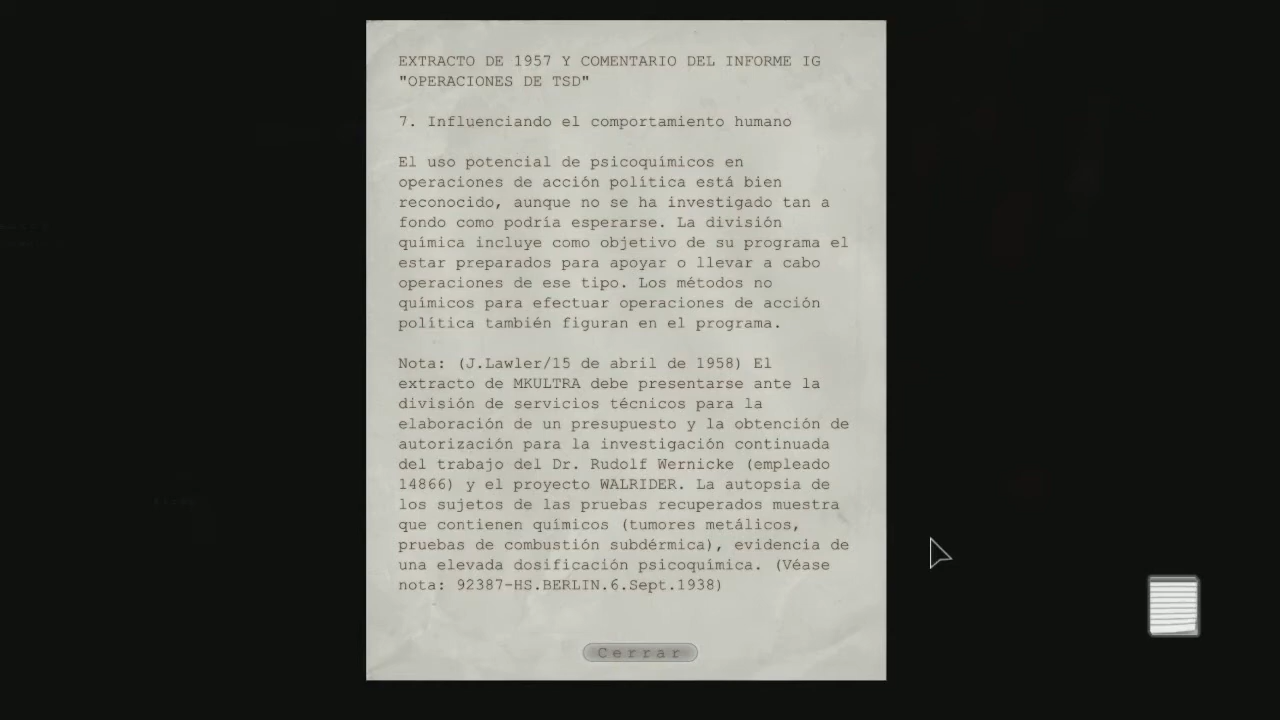 EXTRACTO DE 1957 Y COMENTARIO DEL INFORME IG
"OPERACIONES DE TSD"
7. Influenciando el comportamiento humano
El uso potencial de psicoquímicos en
operaciones de acción política está bien
reconocido, aunque no se ha investigado tan a
fondo como podría esperarse. La división
química incluye como objetivo de su programa el
estar preparados para apoyar o llevar a cabo
operaciones de ese tipo. Los métodos no
químicos para efectuar operaciones de acción
política también figuran en el programa.
Nota: (J.Lawler/15 de abril de 1958) El
extracto de MKULTRA debe presentarse ante la
división de servicios técnicos para la
elaboración de un presupuesto y la obtención de
autorización para la investigación continuada
del trabajo del Dr. Rudolf Wernicke (empleado
14866) y el proyecto WALRIDER. La autopsia de
los sujetos de las pruebas recuperados muestra
que contienen químicos (tumores metálicos,
pruebas de combustión subdérmica), evidencia de
una elevada dosificación psicoquímica. (Véase
nota: 92387-HS.BERLIN.6.Sept.1938)
Cerrar